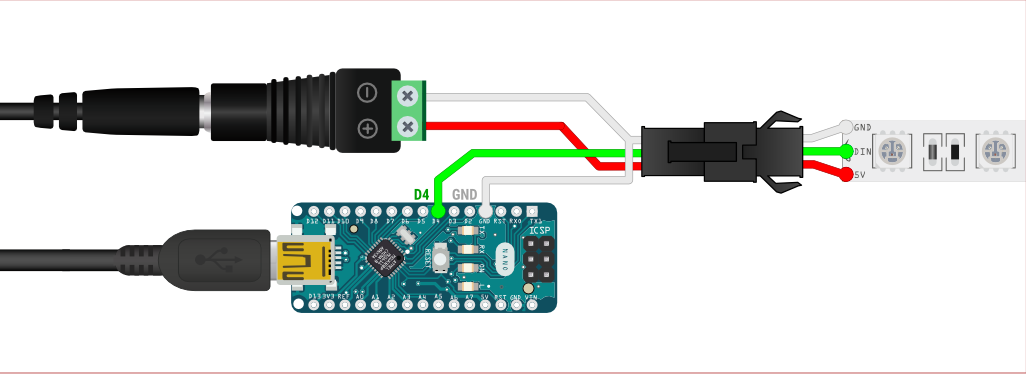 GND
DIN
5V
D4 GND
D12 D11 D10 D9 D8 D7 D6 D5 D4 D3 D2 GND RST RX0 TX1
ICSP
TX
RX
ON
L
RESET
NANO
D13 3V3 REF A0 A1 A2 A3 A4 A5 A6 A7 5V RST GND VIN